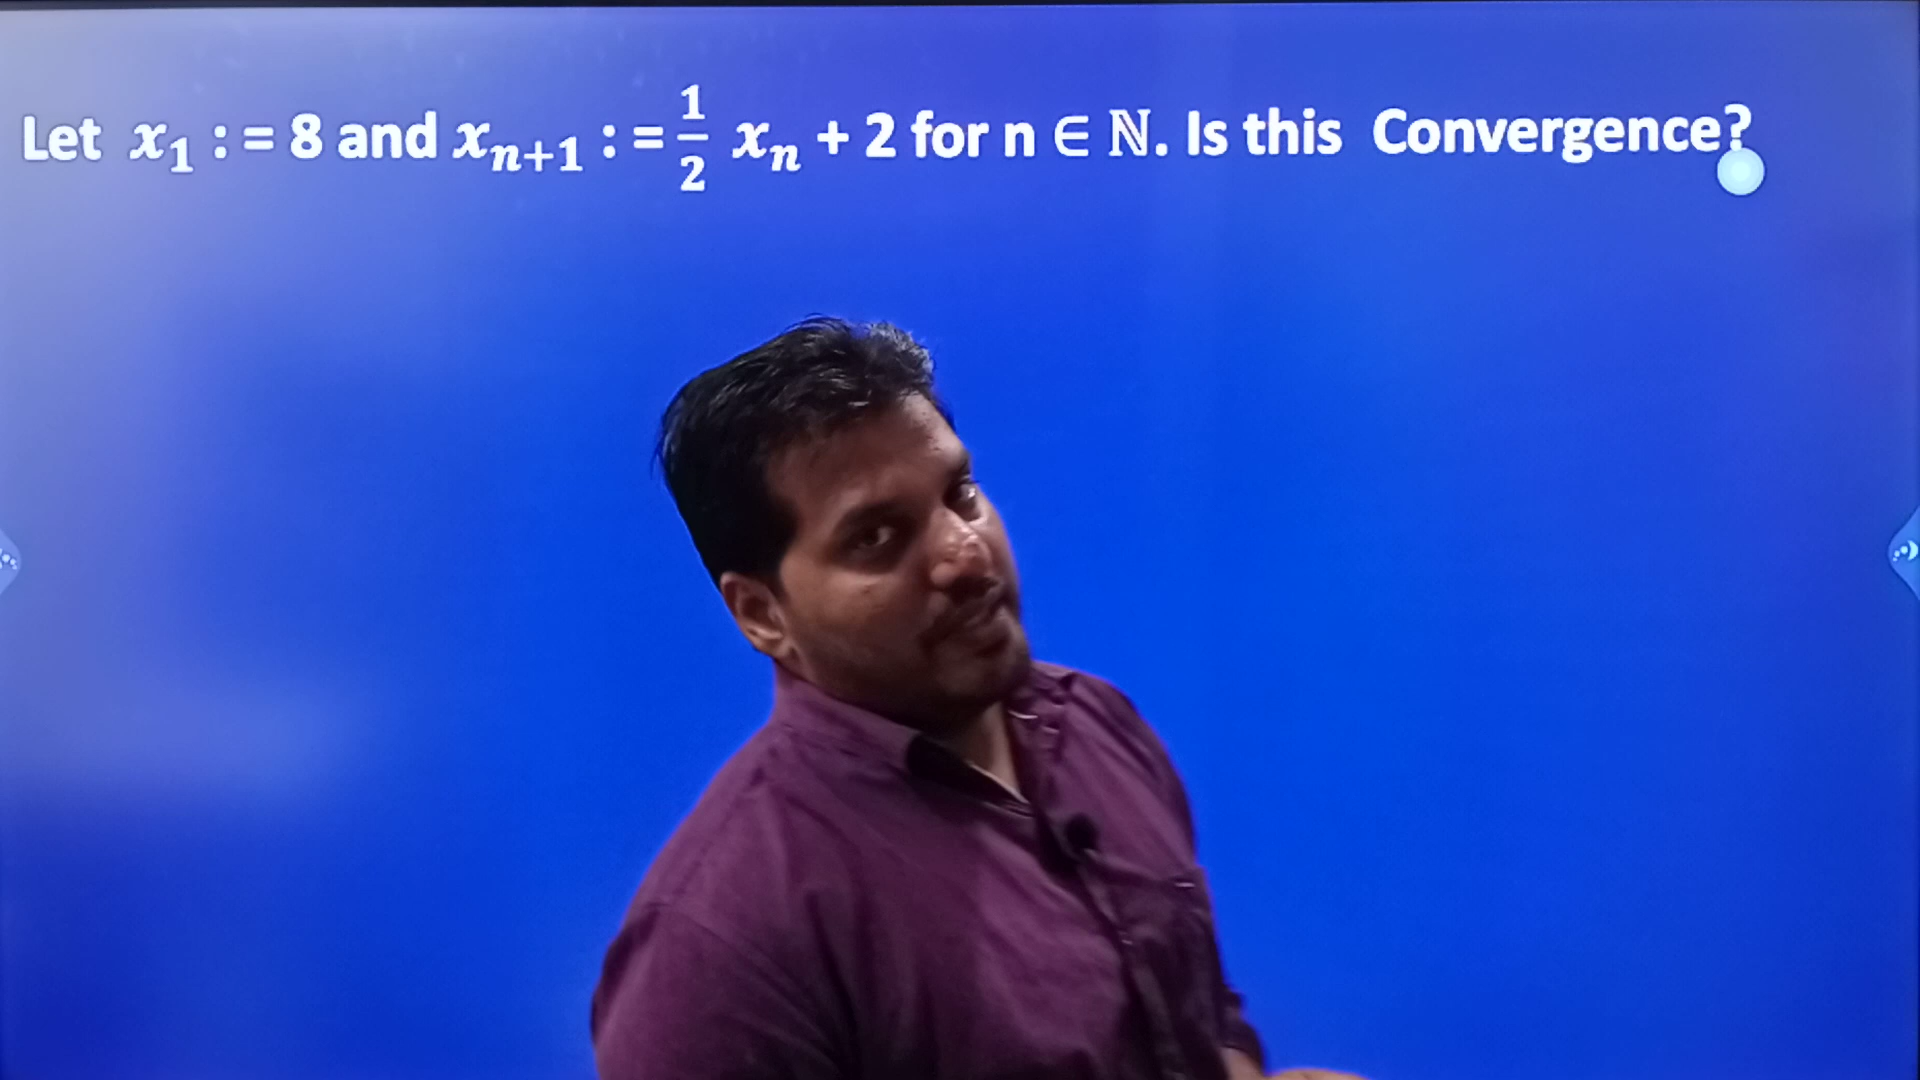 Let x₁ := 8 and xₙ₊₁ := 1/2 xₙ + 2 for n ∈ ℕ. Is this Convergence?